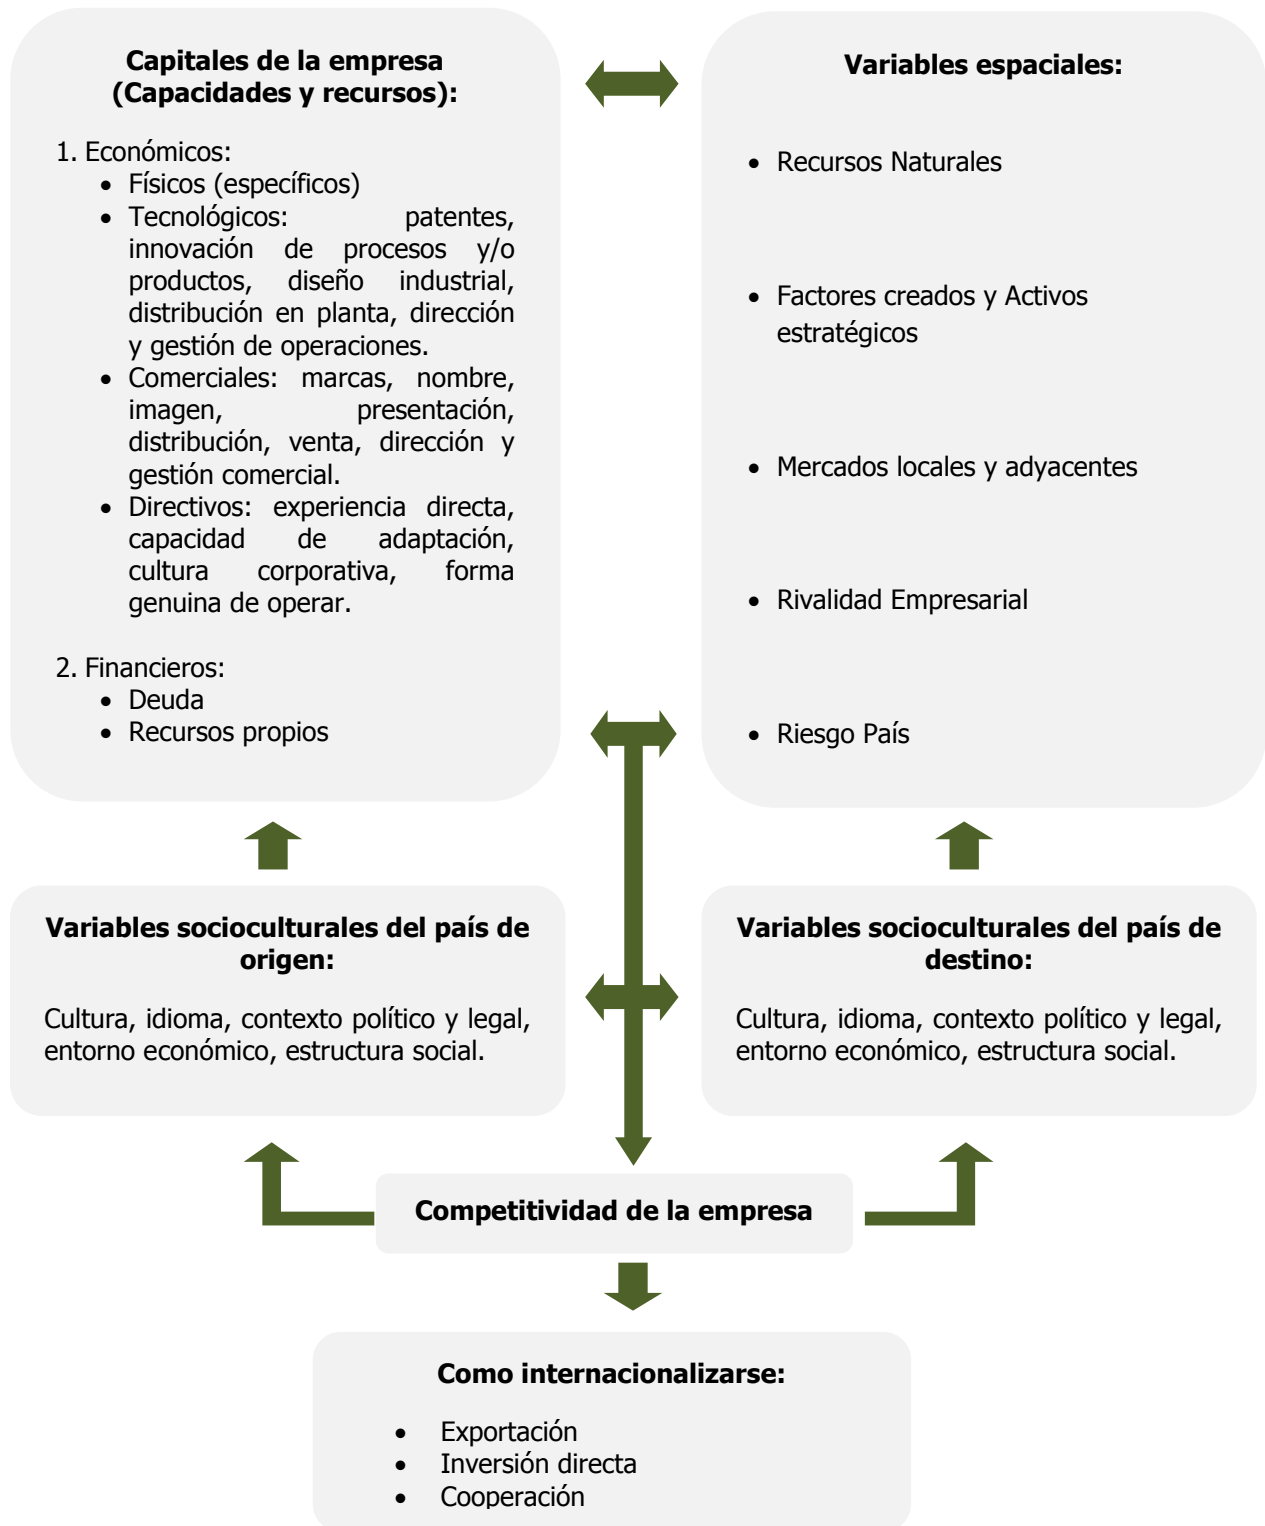 Capitales de la empresa
(Capacidades y recursos):
1. Económicos:
• Físicos (específicos)
• Tecnológicos: patentes,
innovación de procesos y/o
productos, diseño industrial,
distribución en planta, dirección
y gestión de operaciones.
• Comerciales: marcas, nombre,
imagen, presentación,
distribución, venta, dirección y
gestión comercial.
• Directivos: experiencia directa,
capacidad de adaptación,
cultura corporativa, forma
genuina de operar.
2. Financieros:
• Deuda
• Recursos propios
Variables espaciales:
• Recursos Naturales
• Factores creados y Activos
estratégicos
• Mercados locales y adyacentes
• Rivalidad Empresarial
• Riesgo País
Variables socioculturales del país de
origen:
Cultura, idioma, contexto político y legal,
entorno económico, estructura social.
Variables socioculturales del país de
destino:
Cultura, idioma, contexto político y legal,
entorno económico, estructura social.
Competitividad de la empresa
Como internacionalizarse:
• Exportación
• Inversión directa
• Cooperación